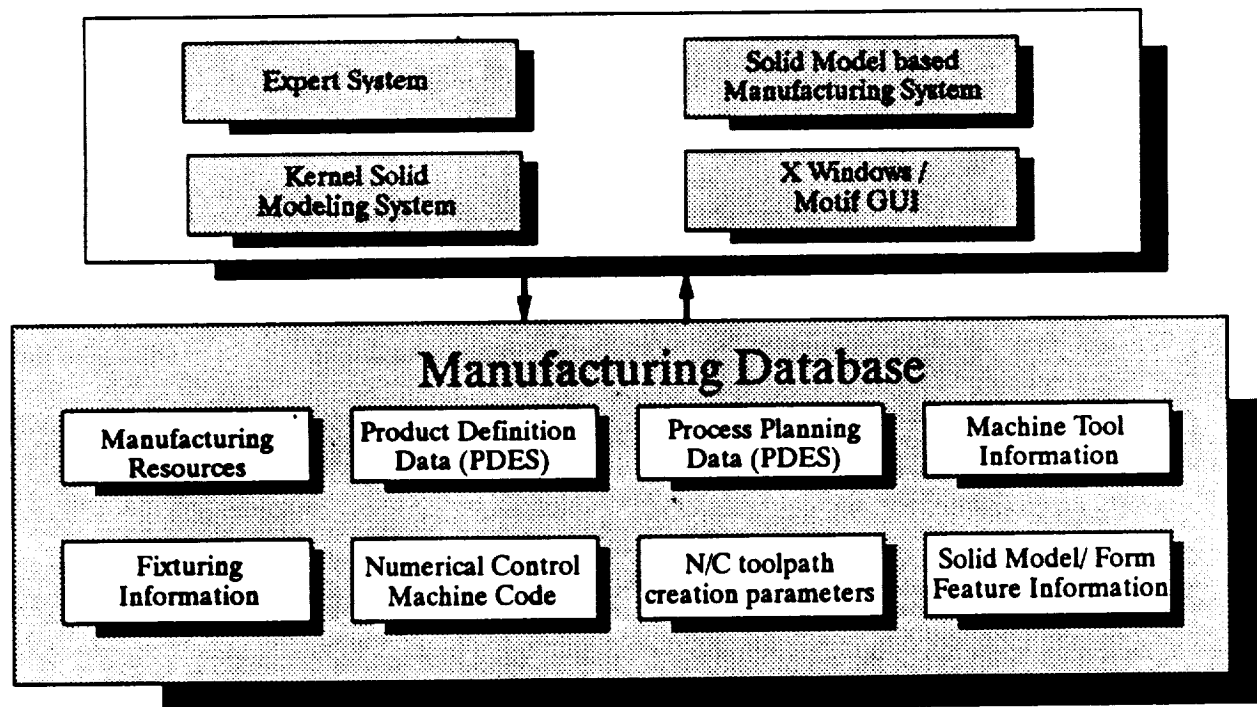 Expert System
Solid Model based
Manufacturing System
Kernel Solid
Modeling System
X Windows /
Motif GUI
Manufacturing Database
Manufacturing
Resources
Product Definition
Data (PDES)
Process Planning
Data (PDES)
Machine Tool
Information
Fixturing
Information
Numerical Control
Machine Code
N/C toolpath
creation parameters
Solid Model/ Form
Feature Information